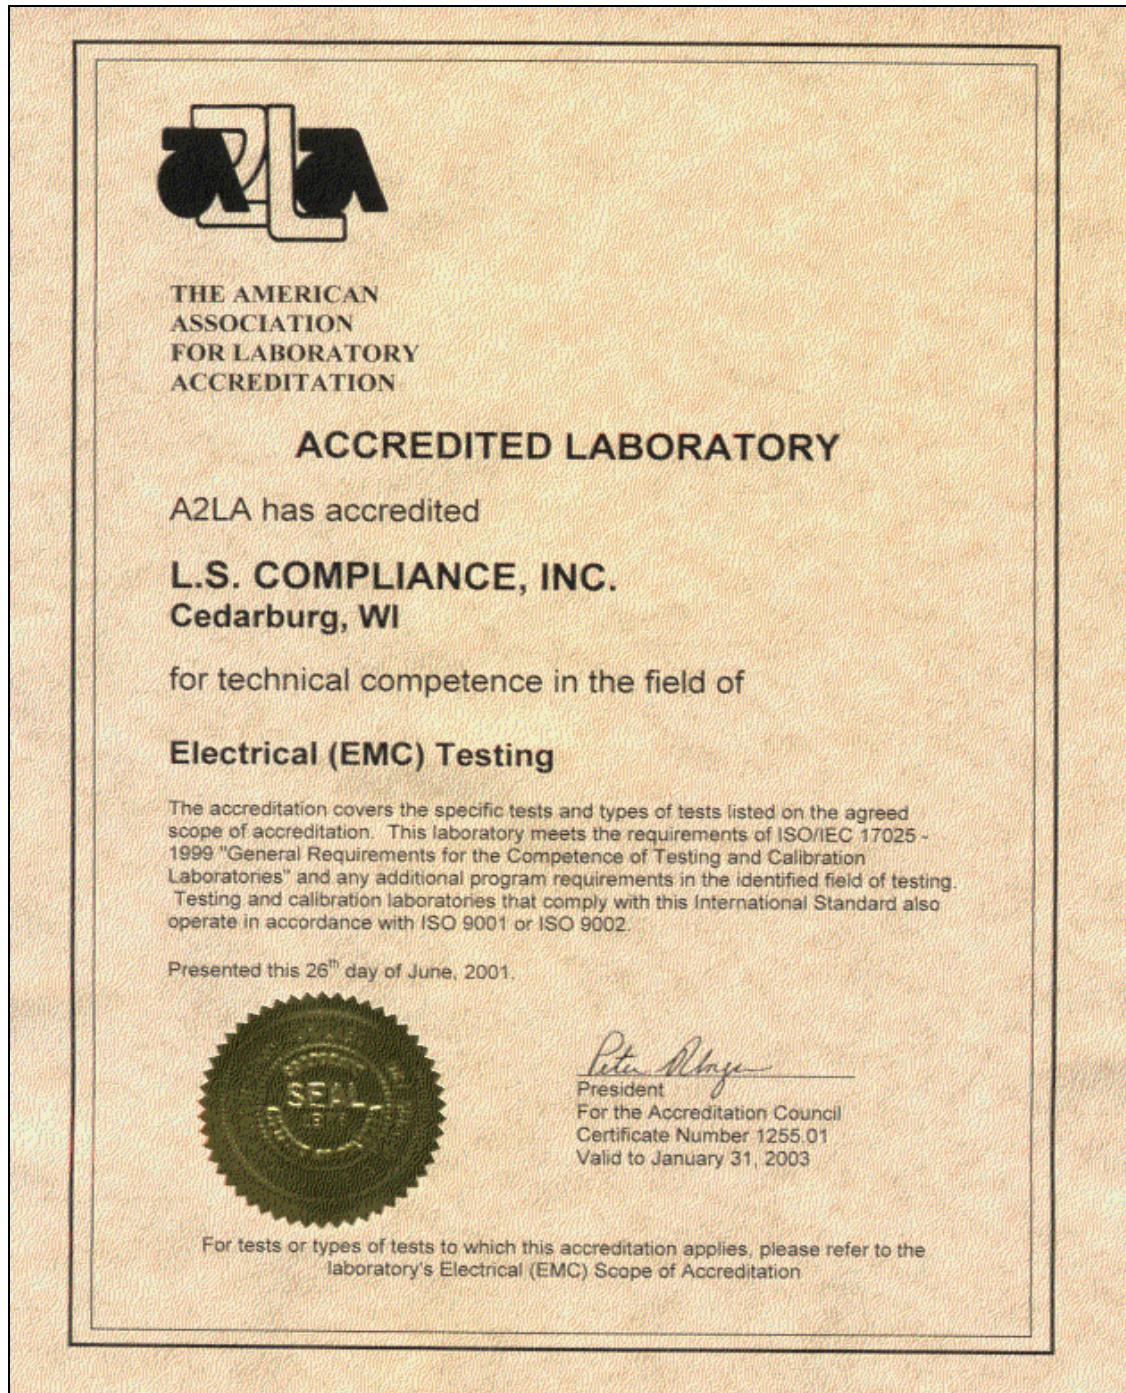 A2LA
THE AMERICAN
ASSOCIATION
FOR LABORATORY
ACCREDITATION
ACCREDITED LABORATORY
A2LA has accredited
L.S. COMPLIANCE, INC.
Cedarburg, WI
for technical competence in the field of
Electrical (EMC) Testing
The accreditation covers the specific tests and types of tests listed on the agreed
scope of accreditation. This laboratory meets the requirements of ISO/IEC 17025 -
1999 "General Requirements for the Competence of Testing and Calibration
Laboratories" and any additional program requirements in the identified field of testing.
Testing and calibration laboratories that comply with this International Standard also
operate in accordance with ISO 9001 or ISO 9002.
Presented this 26th day of June, 2001.
SEAL
Peter
President
For the Accreditation Council
Certificate Number 1255.01
Valid to January 31, 2003
For tests or types of tests to which this accreditation applies, please refer to the
laboratory's Electrical (EMC) Scope of Accreditation